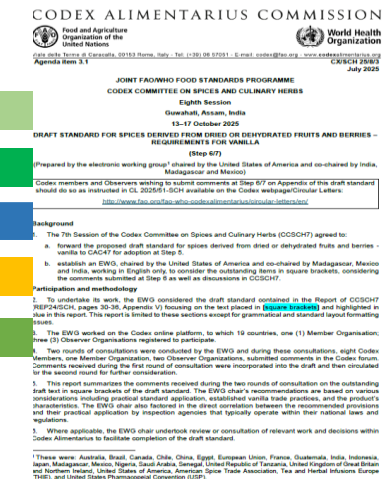 CODEX ALIMENTARIUS COMMISSION
Food and Agriculture
Organization of the
United Nations
World Health
Organization
Viale delle Terme di Caracalla, 00153 Rome, Italy - Tel: (+39) 06 57051 - E-mail: codex@fao.org - www.codexalimentarius.org
Agenda item 3.1
CX/SCH 25/8/3
July 2025
JOINT FAO/WHO FOOD STANDARDS PROGRAMME
CODEX COMMITTEE ON SPICES AND CULINARY HERBS
Eighth Session
Guwahati, Assam, India
13–17 October 2025
DRAFT STANDARD FOR SPICES DERIVED FROM DRIED OR DEHYDRATED FRUITS AND BERRIES –
REQUIREMENTS FOR VANILLA
(Step 6/7)
(Prepared by the electronic working group¹ chaired by the United States of America and co-chaired by India,
Madagascar and Mexico)
Codex members and Observers wishing to submit comments at Step 6/7 on Appendix of this draft standard
should do so as instructed in CL 2025/51-SCH available on the Codex webpage/Circular Letters:
http://www.fao.org/fao-who-codexalimentarius/circular-letters/en/
Background
The 7th Session of the Codex Committee on Spices and Culinary Herbs (CCSCH7) agreed to:
a. forward the proposed draft standard for spices derived from dried or dehydrated fruits and berries -
vanilla to CAC47 for adoption at Step 5.
b. establish an EWG, chaired by the United States of America and co-chaired by Madagascar, Mexico
and India, working in English only, to consider the outstanding items in square brackets, considering
the comments submitted at Step 6 as well as discussions in CCSCH7.
Participation and methodology
2. To undertake its work, the EWG considered the draft standard contained in the Report of CCSCH7
(REP24/SCH, pages 30-36, Appendix V) focusing on the text placed in [square brackets] and highlighted in
blue in this report. This report is limited to these sections except for grammatical and standard layout formatting
issues.
3. The EWG worked on the Codex online platform, to which 19 countries, one (1) Member Organisation;
three (3) Observer Organisations registered to participate.
4. Two rounds of consultations were conducted by the EWG and during these consultations, eight Codex
Members, one Member Organization, two Observer Organizations, submitted comments in the Codex forum.
Comments received during the first round of consultation were incorporated into the draft and then circulated
for the second round for further consideration.
5. This report summarizes the comments received during the two rounds of consultation on the outstanding
draft text in square brackets of the draft standard. The EWG chair's recommendations are based on various
considerations including practical standard application, established vanilla trade practices, and the product's
characteristics. The EWG chair also factored in the direct correlation between the recommended provisions
and their practical application by inspection agencies that typically operate within their national laws and
regulations.
6. Where applicable, the EWG chair undertook review or consultation of relevant work and decisions within
Codex Alimentarius to facilitate completion of the draft standard.
¹ These were: Australia, Brazil, Canada, Chile, China, Egypt, European Union, France, Guatemala, India, Indonesia,
Japan, Madagascar, Mexico, Nigeria, Saudi Arabia, Senegal, United Republic of Tanzania, United Kingdom of Great Britain
and Northern Ireland, United States of America, American Spice Trade Association, Tea and Herbal Infusions Europe
(THIE), and United States Pharmacopeial Convention (USP).